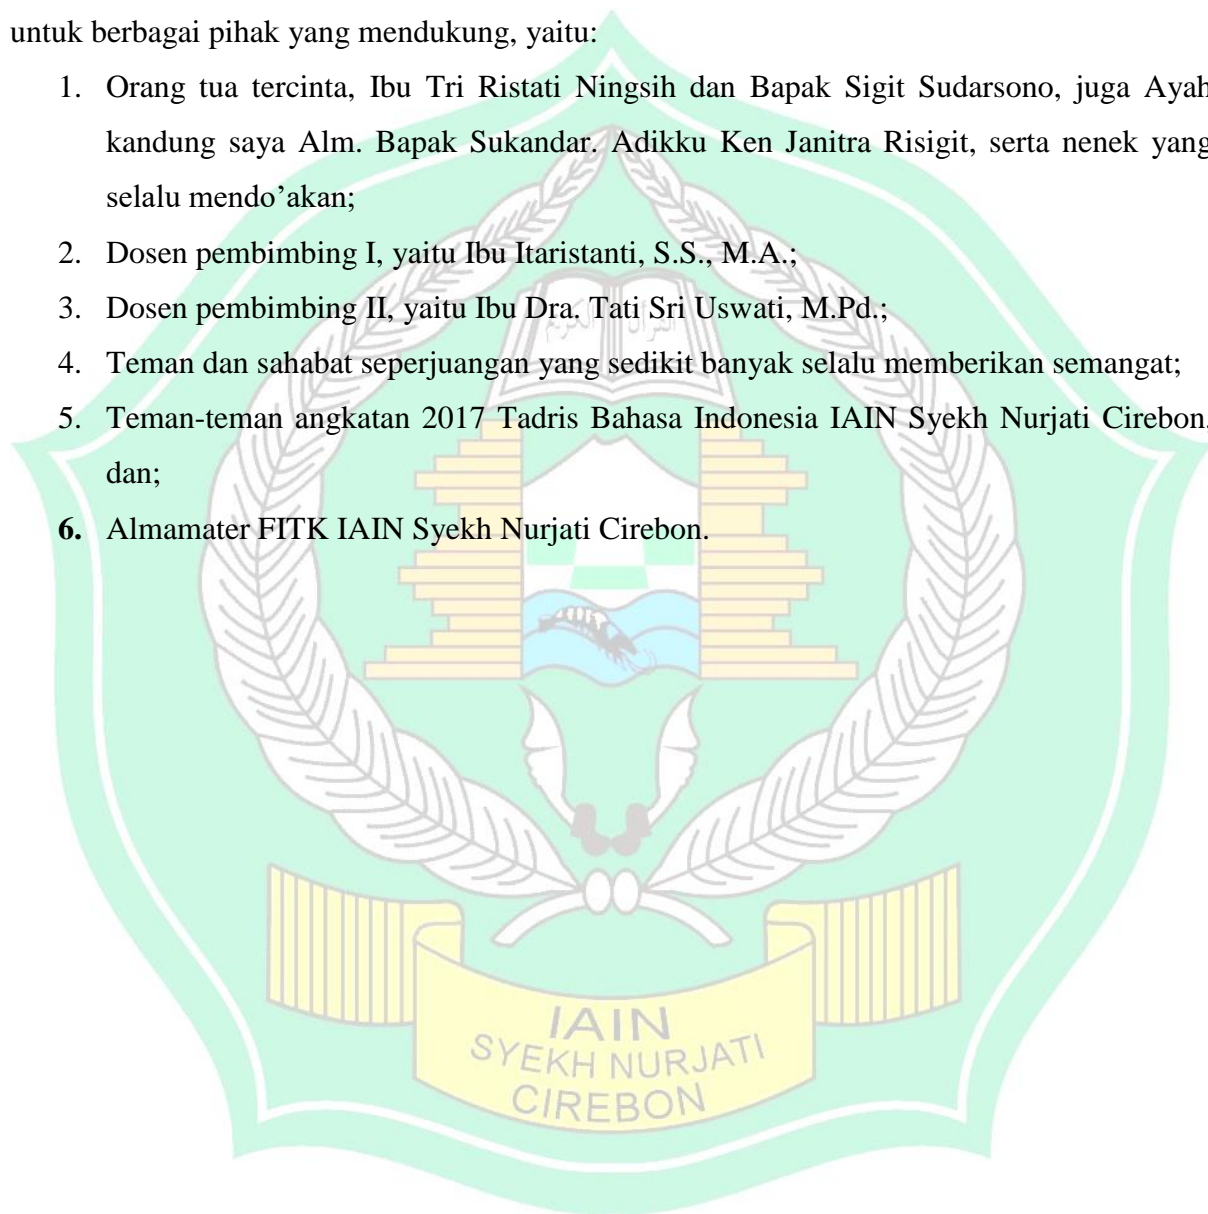 untuk berbagai pihak yang mendukung, yaitu:
1. Orang tua tercinta, Ibu Tri Ristati Ningsih dan Bapak Sigit Sudarsono, juga Ayah
kandung saya Alm. Bapak Sukandar. Adikku Ken Janitra Risigit, serta nenek yang
selalu mendo’akan;
2. Dosen pembimbing I, yaitu Ibu Itaristanti, S.S., M.A.;
3. Dosen pembimbing II, yaitu Ibu Dra. Tati Sri Uswati, M.Pd.;
القرآن الكريم
4. Teman dan sahabat seperjuangan yang sedikit banyak selalu memberikan semangat;
5. Teman-teman angkatan 2017 Tadris Bahasa Indonesia IAIN Syekh Nurjati Cirebon,
dan;
6. Almamater FITK IAIN Syekh Nurjati Cirebon.
IAIN
SYEKH NURJATI
CIREBON